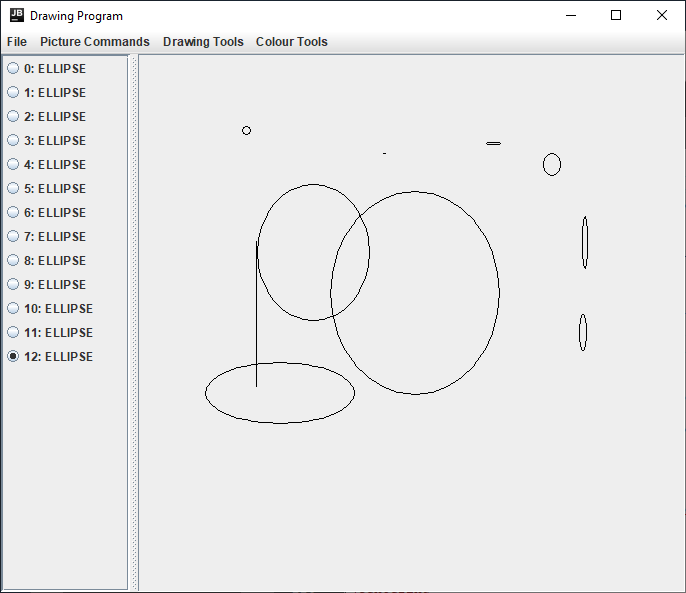 JB Drawing Program
File Picture Commands Drawing Tools Colour Tools
0: ELLIPSE
1: ELLIPSE
2: ELLIPSE
3: ELLIPSE
4: ELLIPSE
5: ELLIPSE
6: ELLIPSE
7: ELLIPSE
8: ELLIPSE
9: ELLIPSE
10: ELLIPSE
11: ELLIPSE
12: ELLIPSE